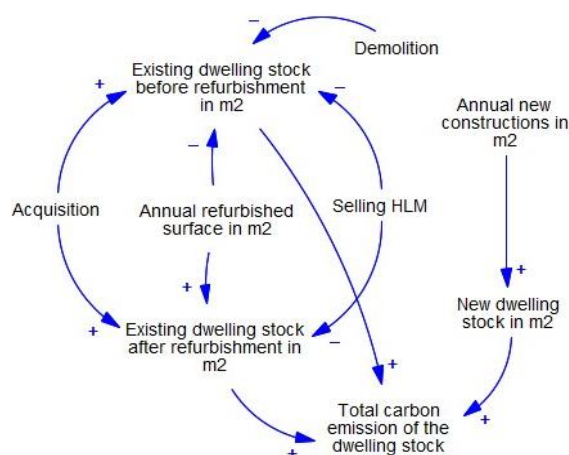 Demolition
Existing dwelling stock
before refurbishment
in m2
Annual new
constructions in
m2
Acquisition
Annual refurbished
surface in m2
Selling HLM
Existing dwelling stock
after refurbishment in
m2
New dwelling
stock in m2
Total carbon
emission of the
dwelling stock